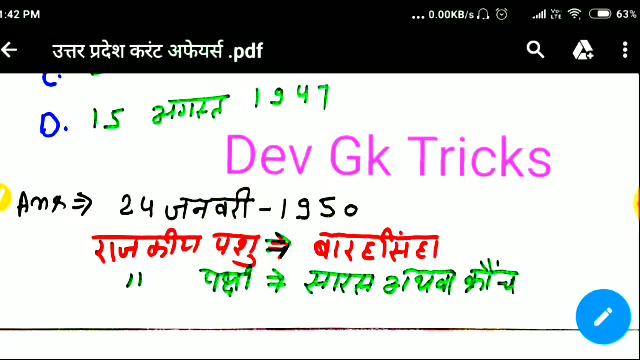 1:42 PM ... 0.00KB/s 63%
उत्तर प्रदेश करंट अफेयर्स .pdf
C.
D. 15 अगस्त 1947
Dev Gk Tricks
Ans ⇒ 24 जनवरी - 1950
राजकीय पशु ⇒ बारहसिंहा
" पक्षी ⇒ सारस अथवा क्रौंच